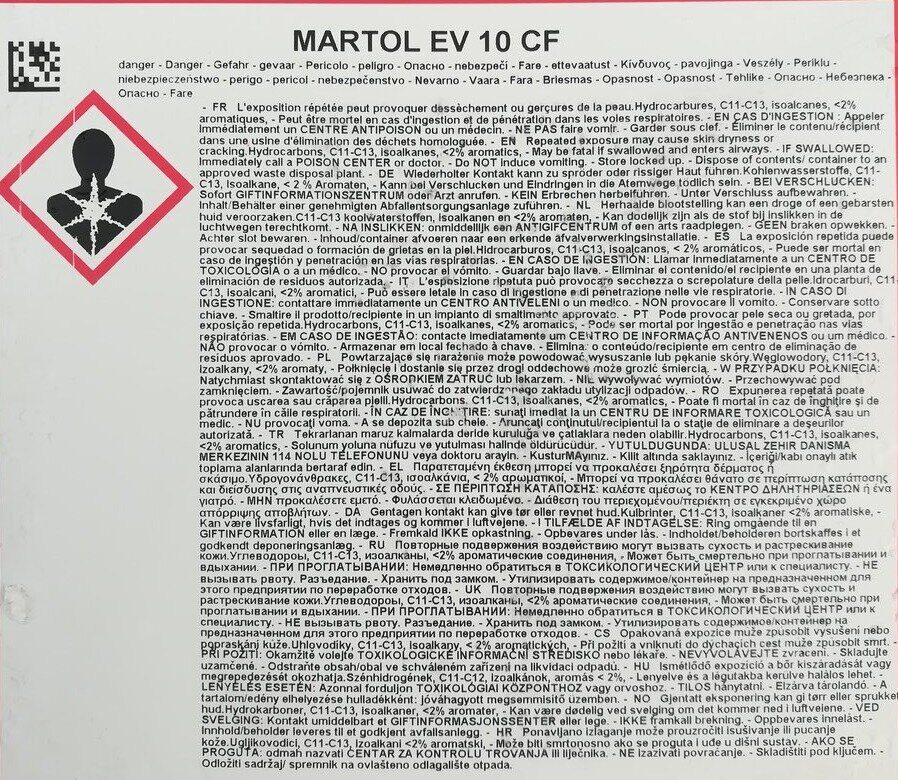 MARTOL EV 10 CF
danger - Danger - Gefahr - gevaar - Pericolo - peligro - Опасно - nebezpečí - Fare - ettevaatust - Κίνδυνος - pavojinga - Veszély - Periklu -
niebezpieczeństwo - perigo - pericol - nebezpečenstvo - Nevarno - Vaara - Fara - Briesmas - Opasnost - Opasnost - Tehlike - Опасно - Небезпека -
Опасно - Fare
- FR L'exposition répétée peut provoquer dessèchement ou gerçures de la peau.Hydrocarbures, C11-C13, isoalcanes, <2%
aromatiques, - Peut être mortel en cas d'ingestion et de pénétration dans les voies respiratoires. - EN CAS D'INGESTION : Appeler
immédiatement un CENTRE ANTIPOISON ou un médecin. - NE PAS faire vomir. - Garder sous clef. - Éliminer le contenu/récipient
dans une usine d'élimination des déchets homologuée. - EN Repeated exposure may cause skin dryness or
cracking.Hydrocarbons, C11-C13, isoalkanes, <2% aromatics, - May be fatal if swallowed and enters airways. - IF SWALLOWED:
Immediately call a POISON CENTER or doctor. - Do NOT induce vomiting. - Store locked up. - Dispose of contents/ container to an
approved waste disposal plant. - DE Wiederholter Kontakt kann zu spröder oder rissiger Haut führen.Kohlenwasserstoffe, C11-
C13, Isoalkane, < 2 % Aromaten, - Kann bei Verschlucken und Eindringen in die Atemwege tödlich sein. - BEI VERSCHLUCKEN:
Sofort GIFTINFORMATIONSZENTRUM oder Arzt anrufen. - KEIN Erbrechen herbeiführen. - Unter Verschluss aufbewahren. -
Inhalt/Behälter einer genehmigten Abfallentsorgungsanlage zuführen. - NL Herhaalde blootstelling kan een droge of een gebarsten
huid veroorzaken.C11-C13 koolwaterstoffen, isoalkanen en <2% aromaten, - Kan dodelijk zijn als de stof bij inslikken in de
luchtwegen terechtkomt. - NA INSLIKKEN: onmiddellijk een ANTIGIFCENTRUM of een arts raadplegen. - GEEN braken opwekken. -
Achter slot bewaren. - Inhoud/container afvoeren naar een erkende afvalverwerkingsinstallatie. - ES La exposición repetida puede
provocar sequedad o formación de grietas en la piel.Hidrocarburos, C11-C13, isoalcanos, < 2% aromáticos, - Puede ser mortal en
caso de ingestión y penetración en las vías respiratorias. - EN CASO DE INGESTIÓN: Llamar inmediatamente a un CENTRO DE
TOXICOLOGÍA o a un médico. - NO provocar el vómito. - Guardar bajo llave. - Eliminar el contenido/el recipiente en una planta de
eliminación de residuos autorizada. - IT L'esposizione ripetuta può provocare secchezza o screpolature della pelle.Idrocarburi, C11-
C13, isoalcani, <2% aromatici, - Può essere letale in caso di ingestione e di penetrazione nelle vie respiratorie. - IN CASO DI
INGESTIONE: contattare immediatamente un CENTRO ANTIVELENI o un medico. - NON provocare il vomito. - Conservare sotto
chiave. - Smaltire il prodotto/recipiente in un impianto di smaltimento approvato. - PT Pode provocar pele seca ou gretada, por
exposição repetida.Hydrocarbons, C11-C13, isoalkanes, <2% aromatics, - Pode ser mortal por ingestão e penetração nas vias
respiratórias. - EM CASO DE INGESTÃO: contacte imediatamente um CENTRO DE INFORMAÇÃO ANTIVENENOS ou um médico. -
NÃO provocar o vómito. - Armazenar em local fechado à chave. - Elimina: o conteúdo/recipiente em centro de eliminação de
resíduos aprovado. - PL Powtarzające się narażenie może powodować wysuszanie lub pękanie skóry.Węglowodory, C11-C13,
Izoalkany, <2% aromaty, - Połknięcie i dostanie się przez drogi oddechowe może grozić śmiercią. - W PRZYPADKU POŁKNIĘCIA:
Natychmiast skontaktować się z OŚRODKIEM ZATRUĆ lub lekarzem. - NIE wywoływać wymiotów. - Przechowywać pod
zamknięciem. - Zawartość/pojemnik usuwać do zatwierdzonego zakładu utylizacji odpadów. - RO Expunerea repetată poate
provoca uscarea sau crăparea pielii.Hydrocarbons, C11-C13, isoalkanes, <2% aromatics, - Poate fi mortal în caz de înghiţire şi de
pătrundere în căile respiratorii. - ÎN CAZ DE ÎNGHIŢIRE: sunaţi imediat la un CENTRU DE INFORMARE TOXICOLOGICĂ sau un
medic. - NU provocaţi voma. - A se depozita sub cheie. - Aruncaţi conţinutul/recipientul la o staţie de eliminare a deşeurilor
autorizată. - TR Tekrarlanan maruz kalmalarda deride kuruluğa ve çatlaklara neden olabilir.Hydrocarbons, C11-C13, isoalkanes,
<2% aromatics, - Solunum yoluna nüfuzu ve yutulması halinde öldürücüdür. - YUTULDUGUNDA: ULUSAL ZEHIR DANISMA
MERKEZININ 114 NOLU TELEFONUNU veya doktoru arayin. - KusturMAyınız. - Kilit altında saklayınız. - İçeriği/kabı onaylı atık
toplama alanlarında bertaraf edin. - EL Παρατεταμένη έκθεση μπορεί να προκαλέσει ξηρότητα δέρματος ή
σκάσιμο.Υδρογονάνθρακες, C11-C13, ισοαλκάνια, < 2% αρωματικοί, - Μπορεί να προκαλέσει θάνατο σε περίπτωση κατάποσης
και διείσδυσης στις αναπνευστικές οδούς. - ΣΕ ΠΕΡΙΠΤΩΣΗ ΚΑΤΑΠΟΣΗΣ: καλέστε αμέσως το ΚΕΝΤΡΟ ΔΗΛΗΤΗΡΙΑΣΕΩΝ ή ένα
γιατρό. - ΜΗΝ προκαλέσετε εμετό. - Φυλάσσεται κλειδωμένο. - Διάθεση του περιεχομένου/περιέκτη σε εγκεκριμένο χώρο
απόρριψης αποβλήτων. - DA Gentagen kontakt kan give tør eller revnet hud.Kulbrinter, C11-C13, isoalkaner <2% aromatiske, -
Kan være livsfarligt, hvis det indtages og kommer i luftvejene. - I TILFÆLDE AF INDTAGELSE: Ring omgående til en
GIFTINFORMATION eller en læge. - Fremkald IKKE opkastning. - Opbevares under lås. - Indholdet/beholderen bortskaffes i et
godkendt deponeringsanlæg. - RU Повторные подвержения воздействию могут вызвать сухость и растрескивание
кожи.Углеводороы, C11-C13, изоалканы, <2% ароматические соединения, - Может быть смертельно при проглатывании и
вдыхании. - ПРИ ПРОГЛАТЫВАНИИ: Немедленно обратиться в ТОКСИКОЛОГИЧЕСКИЙ ЦЕНТР или к специалисту. - НЕ
вызывать рвоту. Разъедание. - Хранить под замком. - Утилизировать содержимое/контейнер на предназначенном для
этого предприятии по переработке отходов. - UK Повторные подвержения воздействию могут вызвать сухость и
растрескивание кожи.Углеводороы, C11-C13, изоалканы, <2% ароматические соединения, - Может быть смертельно при
проглатывании и вдыхании. - ПРИ ПРОГЛАТЫВАНИИ: Немедленно обратиться в ТОКСИКОЛОГИЧЕСКИЙ ЦЕНТР или к
специалисту. - НЕ вызывать рвоту. Разъедание. - Хранить под замком. - Утилизировать содержимое/контейнер на
предназначенном для этого предприятии по переработке отходов. - CS Opakovaná expozice může způsobit vysušení nebo
popraskání kůže.Uhlovodíky, C11-C13, isoalkany, < 2% aromatických, - Při požití a vniknutí do dýchacích cest může způsobit smrt. -
PŘI POŽITÍ: Okamžitě volejte TOXIKOLOGICKÉ INFORMAČNÍ STŘEDISKO nebo lékaře. - NEVYVOLÁVEJTE zvracení. - Skladujte
uzamčené. - Odstraňte obsah/obal ve schváleném zařízení na likvidaci odpadů. - HU Ismétlődő expozíció a bőr kiszáradását vagy
megrepedezését okozhatja.Szénhidrogének, C11-C12, izoalkánok, aromás < 2%, - Lenyelve és a légutakba kerülve halálos lehet. -
LENYELÉS ESETÉN: Azonnal forduljon TOXIKOLÓGIAI KÖZPONTHOZ vagy orvoshoz. - TILOS hánytatni. - Elzárva tárolandó. - A
tartalom/edény elhelyezése hulladékként: jóváhagyott megsemmisítő üzemben. - NO Gjentatt eksponering kan gi tørr eller sprukket
hud.Hydrokarboner, C11-C13, isoalkaner, <2% aromater, - Kan være dødelig ved svelging om det kommer ned i luftveiene. - VED
SVELGING: Kontakt umiddelbart et GIFTINFORMASJONSSENTER eller lege. - IKKE framkall brekning. - Oppbevares innelåst. -
Innhold/beholder leveres til et godkjent avfallsanlegg. - HR Ponavljano izlaganje može prouzročiti isušivanje ili pucanje
kože.Ugljikovodici, C11-C13, Izoalkani <2% aromatski, - Može biti smrtonosno ako se proguta i uđe u dišni sustav. - AKO SE
PROGUTA: odmah nazvati CENTAR ZA KONTROLU TROVANJA ili liječnika. - NE izazivati povraćanje. - Skladištiti pod ključem. -
Odložiti sadržaj/ spremnik na ovlašteno odlagalište otpada.